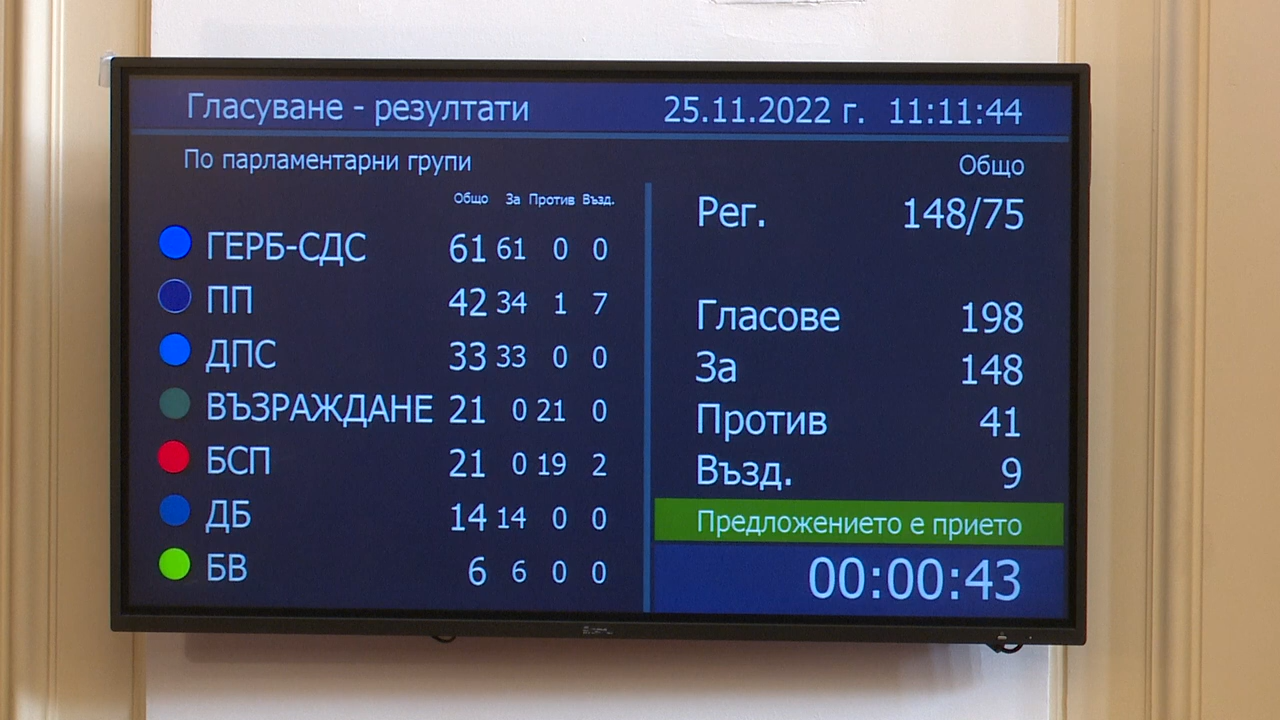 Гласуване - резултати 25.11.2022 г. 11:11:44
По парламентарни групи
Общо За Против Възд.
ГЕРБ-СДС 61 61 0 0
ПП 42 34 1 7
ДПС 33 33 0 0
ВЪЗРАЖДАНЕ 21 0 21 0
БСП 21 0 19 2
ДБ 14 14 0 0
БВ 6 6 0 0
Общо
Рег. 148/75
Гласове 198
За 148
Против 41
Възд. 9
Предложението е прието
00:00:43